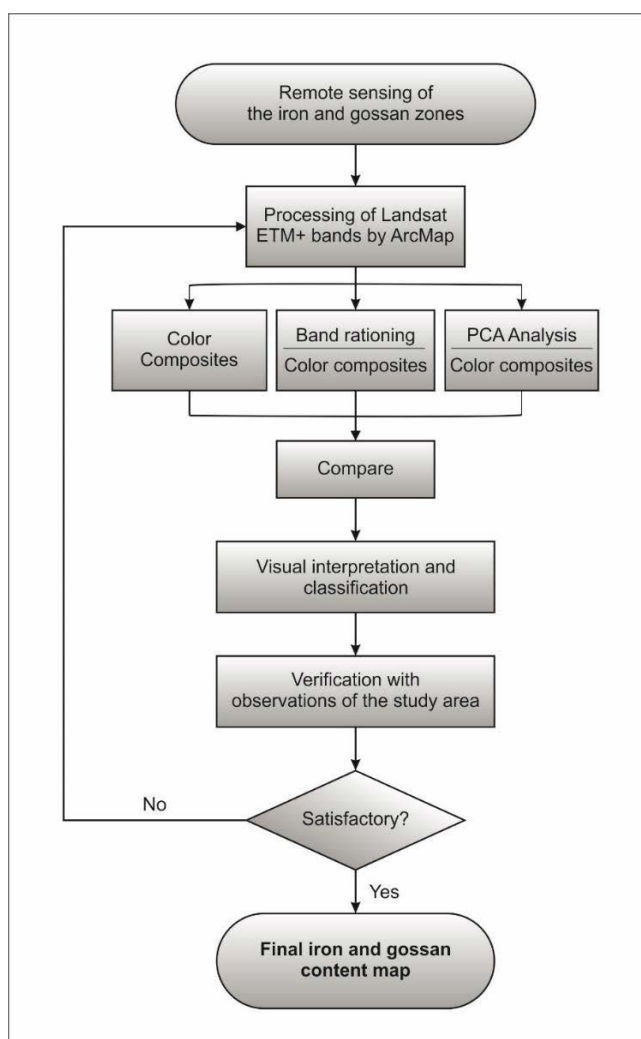 Remote sensing of
the iron and gossan zones
Processing of Landsat
ETM+ bands by ArcMap
Color
Composites
Band rationing
Color composites
PCA Analysis
Color composites
Compare
Visual interpretation and
classification
Verification with
observations of the study area
Satisfactory?
No
Yes
Final iron and gossan
content map